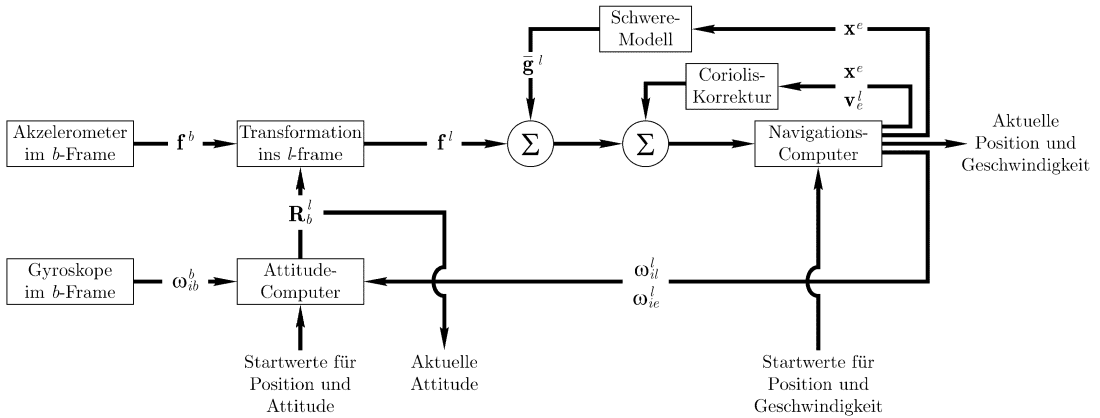 Schwere-
Modell
x^e
ḡ^l
Coriolis-
Korrektur
x^e
v_e^l
Akzelerometer
im b-Frame
f^b
Transformation
ins l-frame
f^l
Σ
Σ
Navigations-
Computer
Aktuelle
Position und
Geschwindigkeit
R_b^l
Gyroskope
im b-Frame
ω_ib^b
Attitude-
Computer
ω_il^l
ω_ie^l
Startwerte für
Position und
Attitude
Aktuelle
Attitude
Startwerte für
Position und
Geschwindigkeit